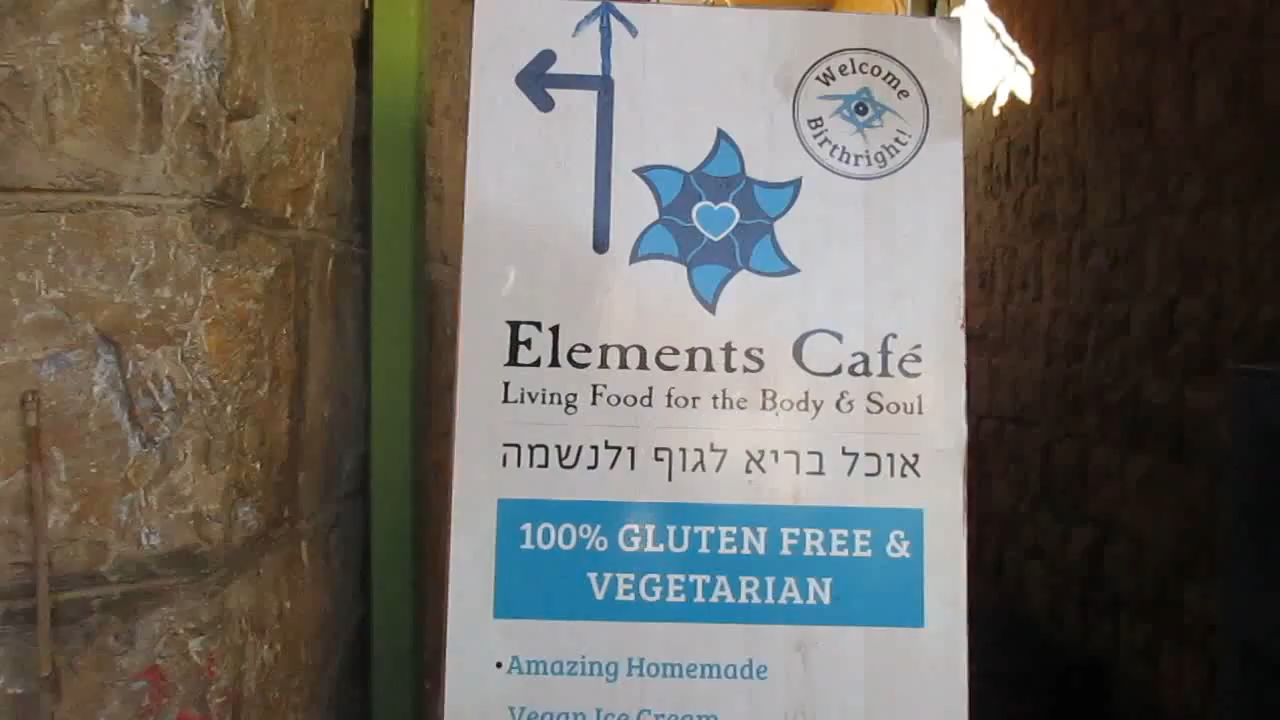 Welcome
Birthright!
Elements Café
Living Food for the Body & Soul
אוכל בריא לגוף ולנשמה
100% GLUTEN FREE &
VEGETARIAN
•Amazing Homemade
Vegan Ice Cream